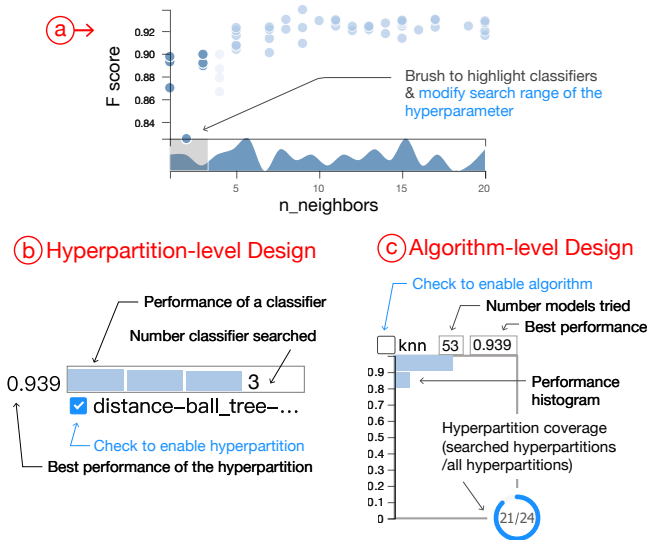 a
F score
0.92
0.90
0.88
0.86
0.84
Brush to highlight classifiers
& modify search range of the
hyperparameter
5
10
15
20
n_neighbors
b Hyperpartition-level Design
Performance of a classifier
Number classifier searched
0.939
3
distance-ball_tree-...
Check to enable hyperpartition
Best performance of the hyperpartition
c Algorithm-level Design
Check to enable algorithm
Number models tried
Best performance
knn
53
0.939
0.9
0.8
0.7
0.6
0.5
0.4
0.3
0.2
0.1
0
Performance
histogram
Hyperpartition coverage
(searched hyperpartitions
/all hyperpartitions)
21/24